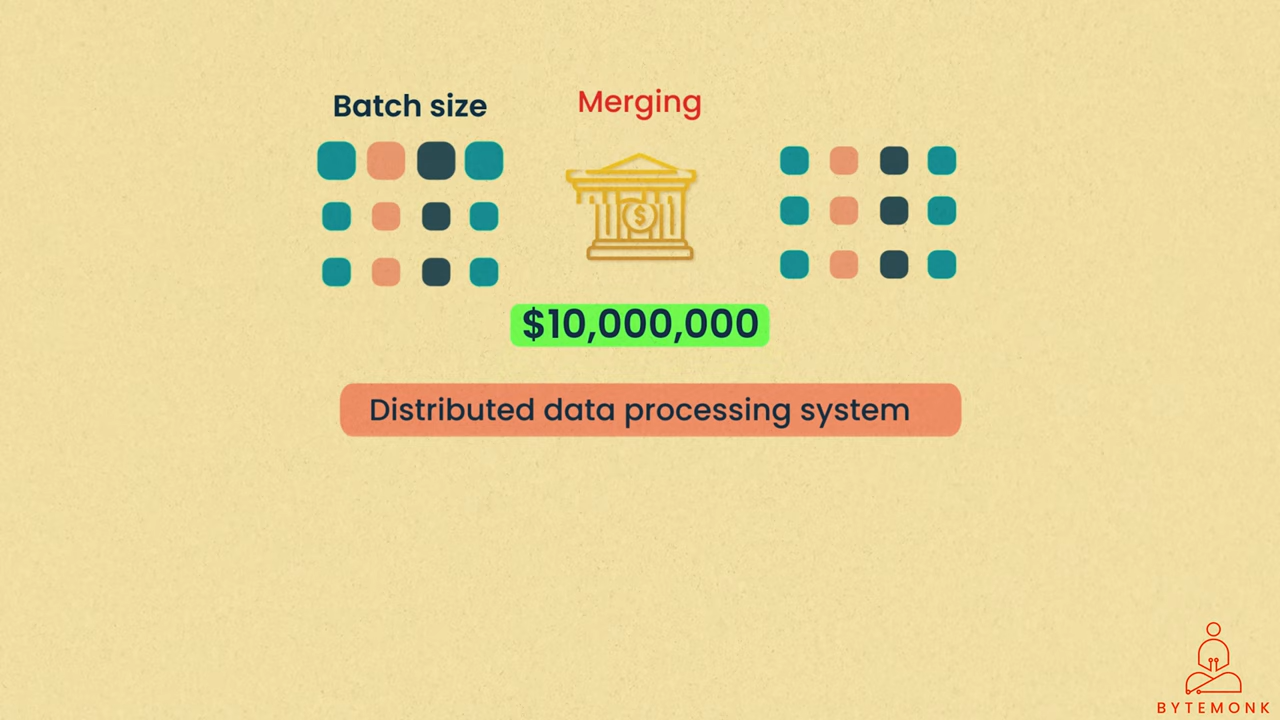 Batch size
Merging
$
$10,000,000
Distributed data processing system
BYTEMONK